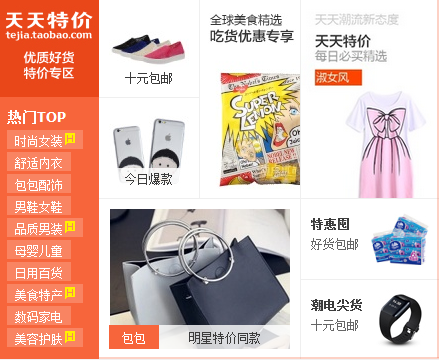 天天特价
tejia.taobao.com
优质好货
特价专区
热门TOP
时尚女装 H
舒适内衣
包包配饰
男鞋女鞋
品质男装 H
母婴儿童
日用百货
美食特产 H
数码家电
美容护肤 H
十元包邮
今日爆款
全球美食精选
吃货优惠专享
The Nobel's Times
SUPER
LEMON
天天潮流新态度
天天特价
每日必买精选
淑女风
包包
明星特价同款
特惠囤
好货包邮
潮电尖货
十元包邮